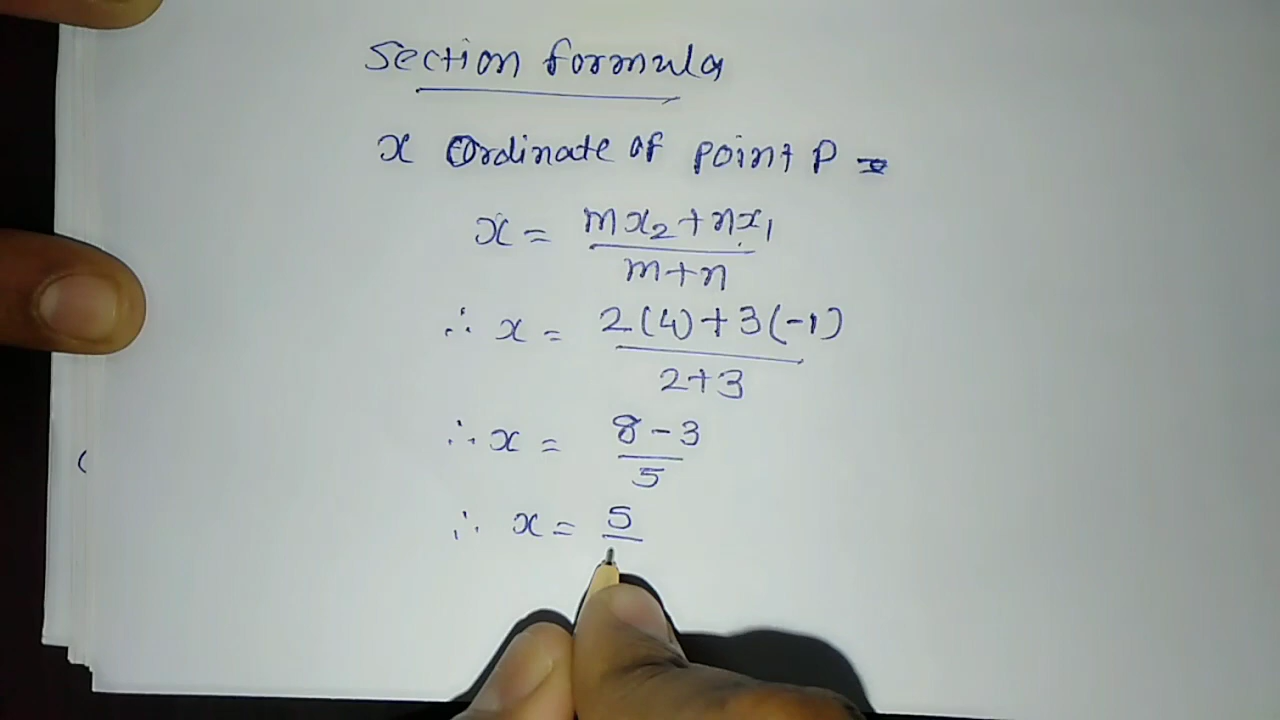 Section formula
x Ordinate of point P =
x = mx₂+nx₁ / m+n
∴ x = 2(4)+3(-1) / 2+3
∴ x = 8-3 / 5
∴ x = 5 /
(